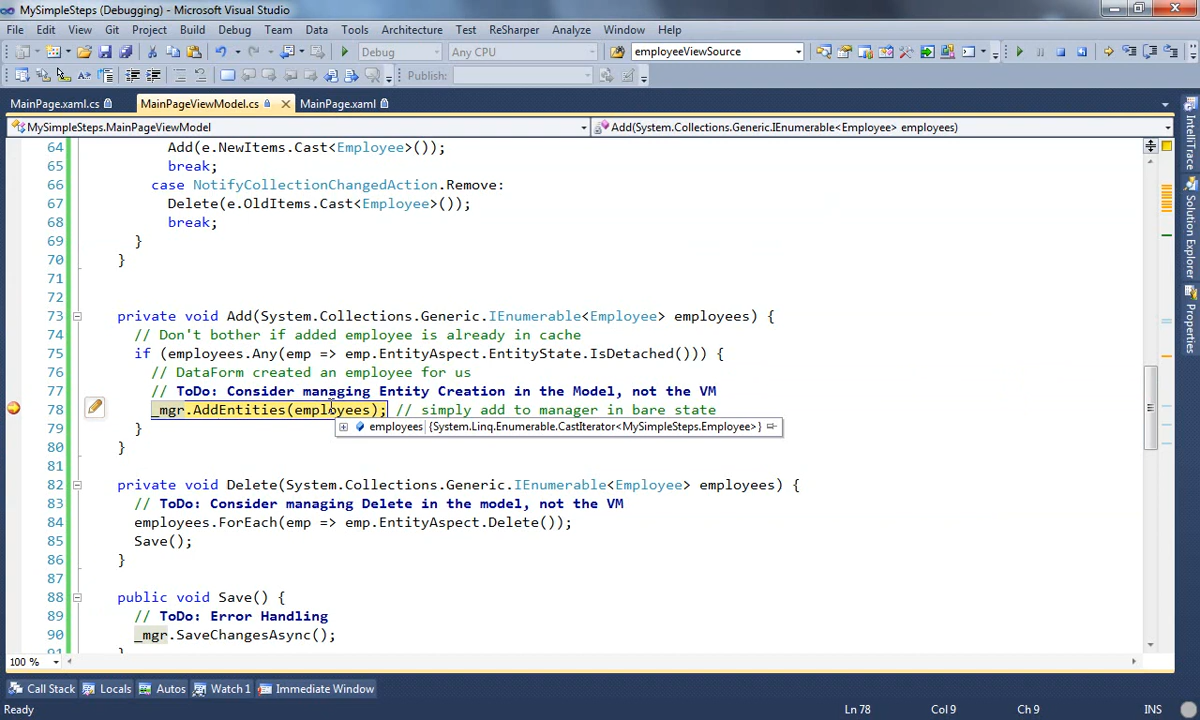 MySimpleSteps (Debugging) - Microsoft Visual Studio
File Edit View Git Project Build Debug Team Data Tools Architecture Test ReSharper Analyze Window Help
Debug Any CPU employeeViewSource
Publish:
MainPage.xaml.cs MainPageViewModel.cs MainPage.xaml
MySimpleSteps.MainPageViewModel Add(System.Collections.Generic.IEnumerable<Employee> employees)
64 Add(e.NewItems.Cast<Employee>());
65 break;
66 case NotifyCollectionChangedAction.Remove:
67 Delete(e.OldItems.Cast<Employee>());
68 break;
69 }
70 }
71
72
73 private void Add(System.Collections.Generic.IEnumerable<Employee> employees) {
74 // Don't bother if added employee is already in cache
75 if (employees.Any(emp => emp.EntityAspect.EntityState.IsDetached())) {
76 // DataForm created an employee for us
77 // ToDo: Consider managing Entity Creation in the Model, not the VM
78 _mgr.AddEntities(employees); // simply add to manager in bare state
employees {System.Linq.Enumerable.CastIterator<MySimpleSteps.Employee>}
79 }
80 }
81
82 private void Delete(System.Collections.Generic.IEnumerable<Employee> employees) {
83 // ToDo: Consider managing Delete in the model, not the VM
84 employees.ForEach(emp => emp.EntityAspect.Delete());
85 Save();
86 }
87
88 public void Save() {
89 // ToDo: Error Handling
90 _mgr.SaveChangesAsync();
91 }
100 %
Call Stack Locals Autos Watch 1 Immediate Window
Ready Ln 78 Col 9 Ch 9 INS
IntelliTrace
Solution Explorer
Properties